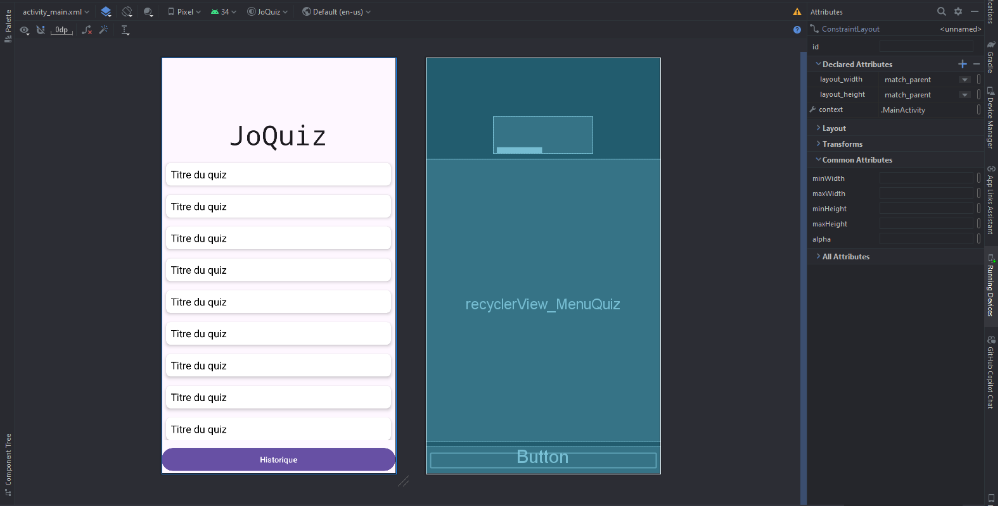 activity_main.xml
Pixel
34
JoQuiz
Default (en-us)
0dp
Palette
Component Tree
JoQuiz
Titre du quiz
Titre du quiz
Titre du quiz
Titre du quiz
Titre du quiz
Titre du quiz
Titre du quiz
Titre du quiz
Titre du quiz
Historique
recyclerView_MenuQuiz
Button
Attributes
ConstraintLayout <unnamed>
id
Declared Attributes
layout_width match_parent
layout_height match_parent
context .MainActivity
Layout
Transforms
Common Attributes
minWidth
maxWidth
minHeight
maxHeight
alpha
All Attributes
ications
Gradle
Device Manager
App Links Assistant
Running Devices
GitHub Copilot Chat